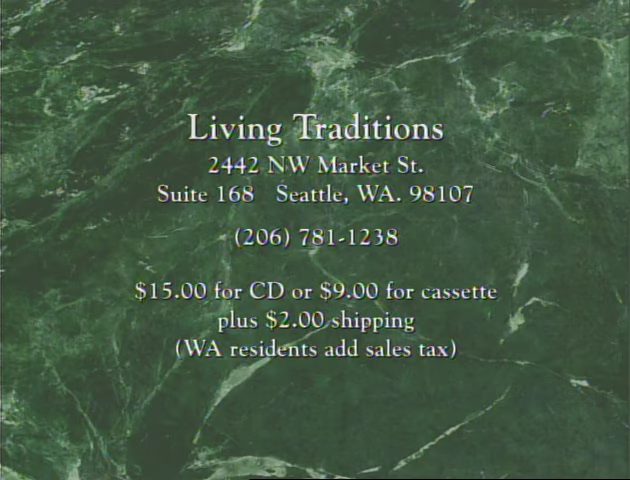 Living Traditions
2442 NW Market St.
Suite 168 Seattle, WA. 98107
(206) 781-1238
$15.00 for CD or $9.00 for cassette
plus $2.00 shipping
(WA residents add sales tax)